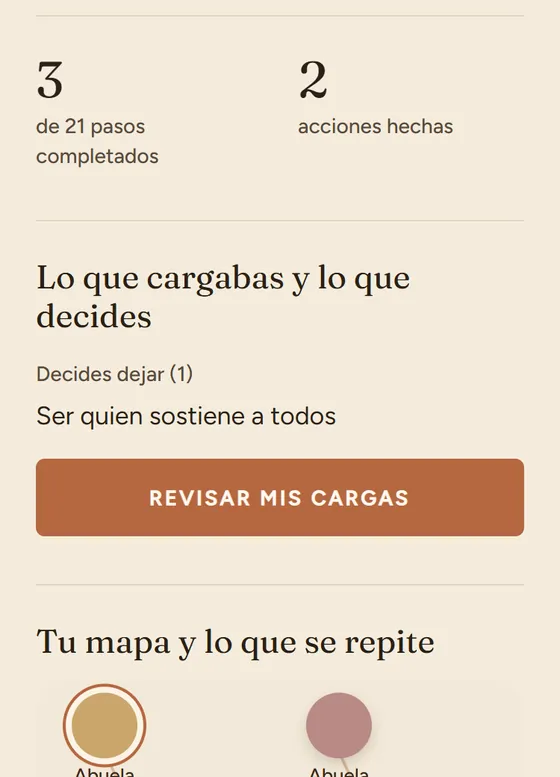 3
de 21 pasos
completados
2
acciones hechas
Lo que cargabas y lo que
decides
Decides dejar (1)
Ser quien sostiene a todos
REVISAR MIS CARGAS
Tu mapa y lo que se repite
Abuela
Abuela